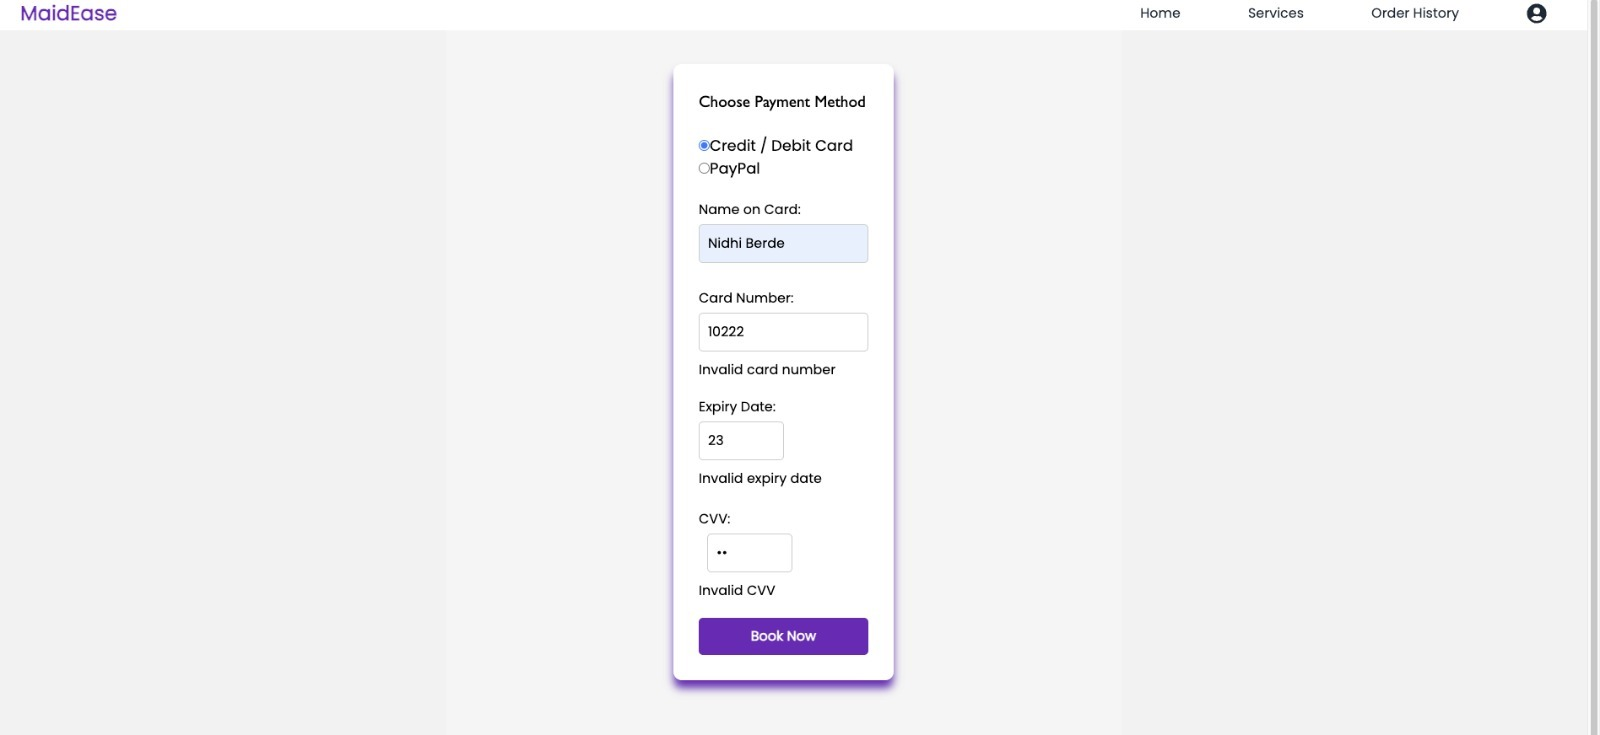 MaidEase
Home Services Order History
Choose Payment Method
Credit / Debit Card
PayPal
Name on Card:
Nidhi Berde
Card Number:
10222
Invalid card number
Expiry Date:
23
Invalid expiry date
CVV:
••
Invalid CVV
Book Now